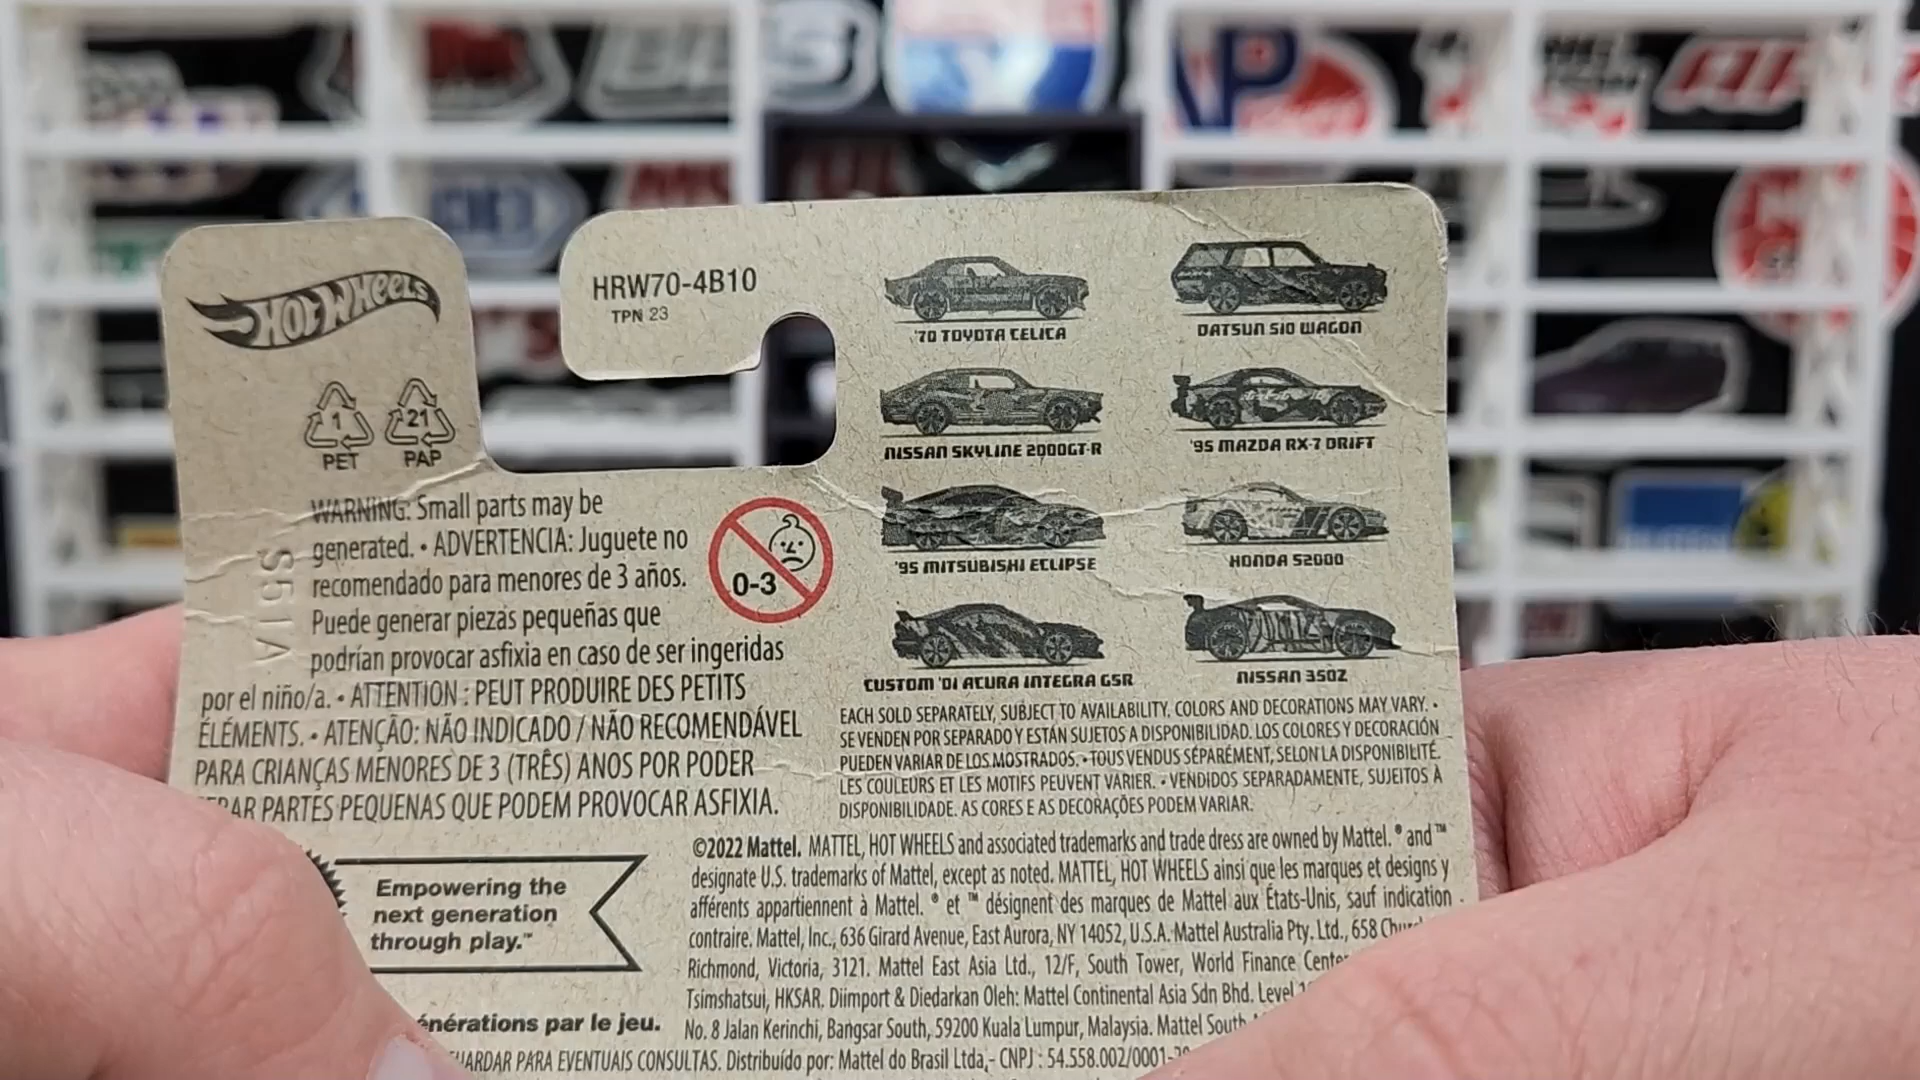 HOT WHEELS
HRW70-4B10
TPN 23
1
PET
21
PAP
S51A
WARNING: Small parts may be
generated. • ADVERTENCIA: Juguete no
recomendado para menores de 3 años.
Puede generar piezas pequeñas que
podrían provocar asfixia en caso de ser ingeridas
por el niño/a. • ATTENTION : PEUT PRODUIRE DES PETITS
ÉLÉMENTS. • ATENÇÃO: NÃO INDICADO / NÃO RECOMENDÁVEL
PARA CRIANÇAS MENORES DE 3 (TRÊS) ANOS POR PODER
PARTES PEQUENAS QUE PODEM PROVOCAR ASFIXIA.
0-3
'70 TOYOTA CELICA
DATSUN 510 WAGON
NISSAN SKYLINE 2000GT-R
'95 MAZDA RX-7 DRIFT
'95 MITSUBISHI ECLIPSE
HONDA S2000
CUSTOM '01 ACURA INTEGRA GSR
NISSAN 350Z
EACH SOLD SEPARATELY, SUBJECT TO AVAILABILITY. COLORS AND DECORATIONS MAY VARY. •
SE VENDEN POR SEPARADO Y ESTÁN SUJETOS A DISPONIBILIDAD. LOS COLORES Y DECORACIÓN
PUEDEN VARIAR DE LOS MOSTRADOS. • TOUS VENDUS SÉPARÉMENT, SELON LA DISPONIBILITÉ.
LES COULEURS ET LES MOTIFS PEUVENT VARIER. • VENDIDOS SEPARADAMENTE, SUJEITOS À
DISPONIBILIDADE. AS CORES E AS DECORAÇÕES PODEM VARIAR.
Empowering the
next generation
through play.™
énérations par le jeu.
©2022 Mattel. MATTEL, HOT WHEELS and associated trademarks and trade dress are owned by Mattel. ® and ™
designate U.S. trademarks of Mattel, except as noted. MATTEL, HOT WHEELS ainsi que les marques et designs y
afférents appartiennent à Mattel. ® et ™ désignent des marques de Mattel aux États-Unis, sauf indication
contraire. Mattel, Inc., 636 Girard Avenue, East Aurora, NY 14052, U.S.A. Mattel Australia Pty. Ltd., 658
Richmond, Victoria, 3121. Mattel East Asia Ltd., 12/F, South Tower, World Finance
Tsimshatsui, HKSAR. Diimport & Diedarkan Oleh: Mattel Continental Asia Sdn Bhd. Level
No. 8 Jalan Kerinchi, Bangsar South, 59200 Kuala Lumpur, Malaysia. Mattel South
PARA EVENTUAIS CONSULTAS. Distribuído por: Mattel do Brasil Ltda,- CNPJ : 54.558.002/0001-